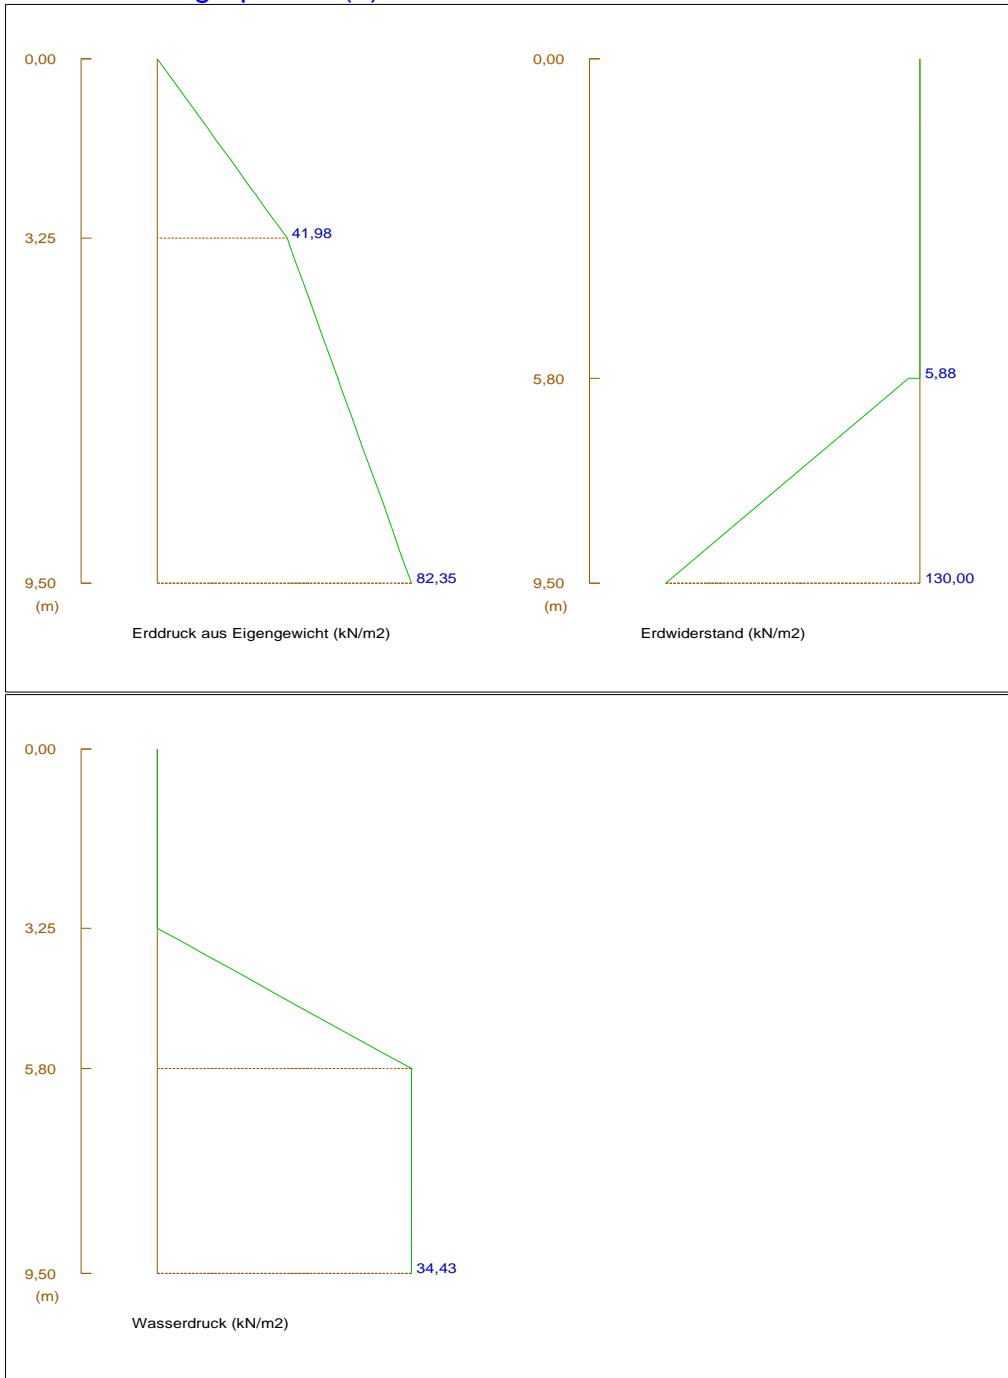 0,00
3,25
41,98
9,50
82,35
(m)
Erddruck aus Eigengewicht (kN/m2)
0,00
5,80
5,88
9,50
130,00
(m)
Erdwiderstand (kN/m2)
0,00
3,25
5,80
9,50
34,43
(m)
Wasserdruck (kN/m2)